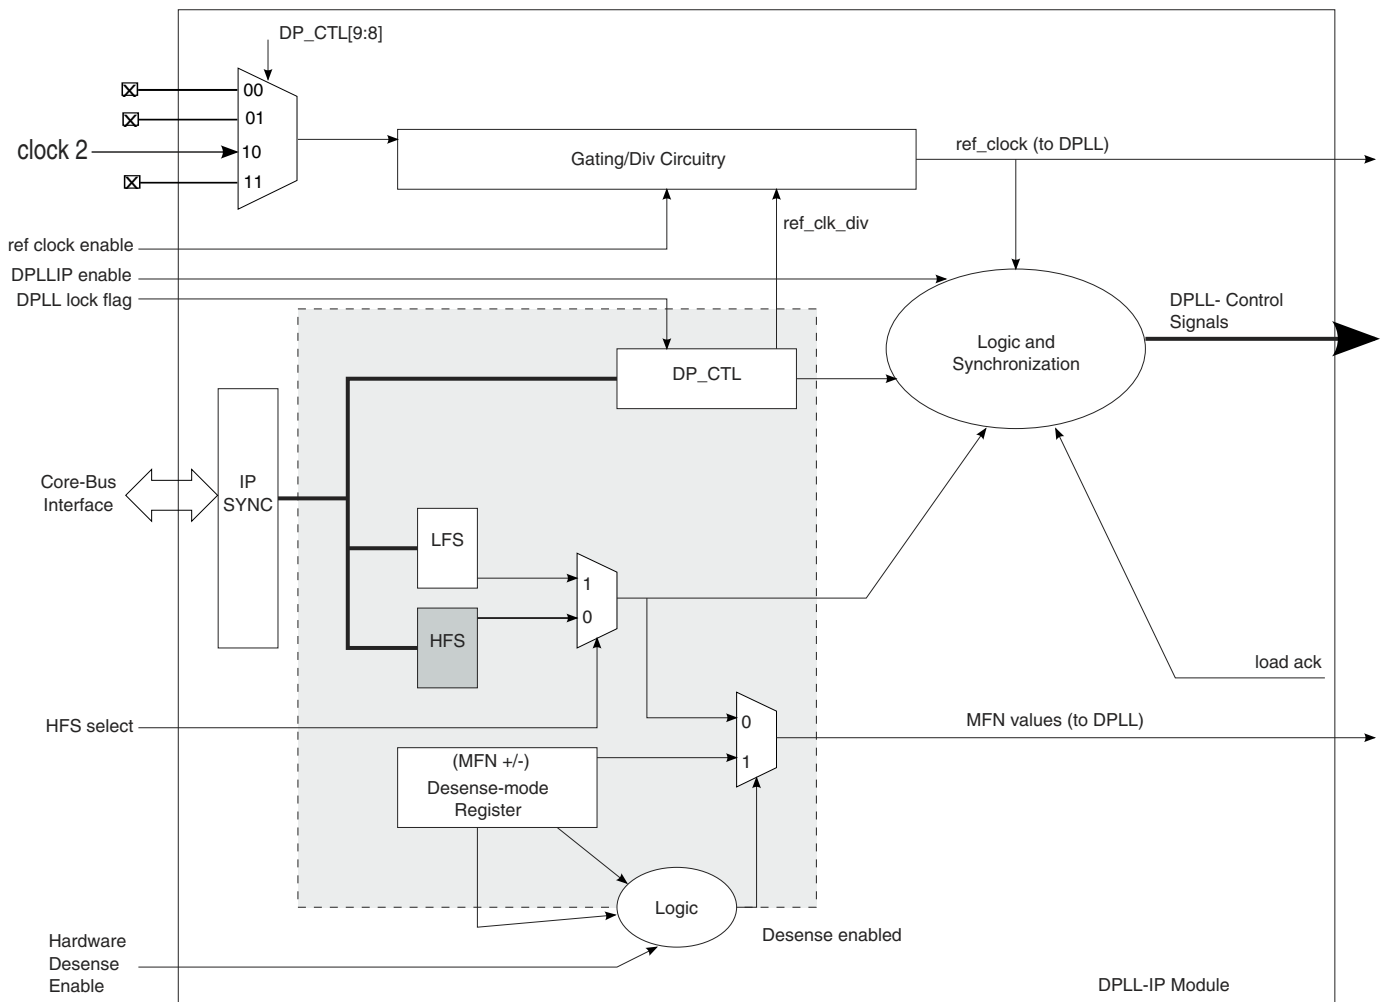 DP_CTL[9:8]
00
01
clock 2
10
11
Gating/Div Circuitry
ref_clock (to DPLL)
ref_clk_div
ref clock enable
DPLLIP enable
DPLL lock flag
DPLL- Control
Signals
Logic and
Synchronization
DP_CTL
Core-Bus
Interface
IP
SYNC
LFS
1
0
HFS
load ack
HFS select
0
1
MFN values (to DPLL)
(MFN +/-)
Desense-mode
Register
Logic
Desense enabled
Hardware
Desense
Enable
DPLL-IP Module